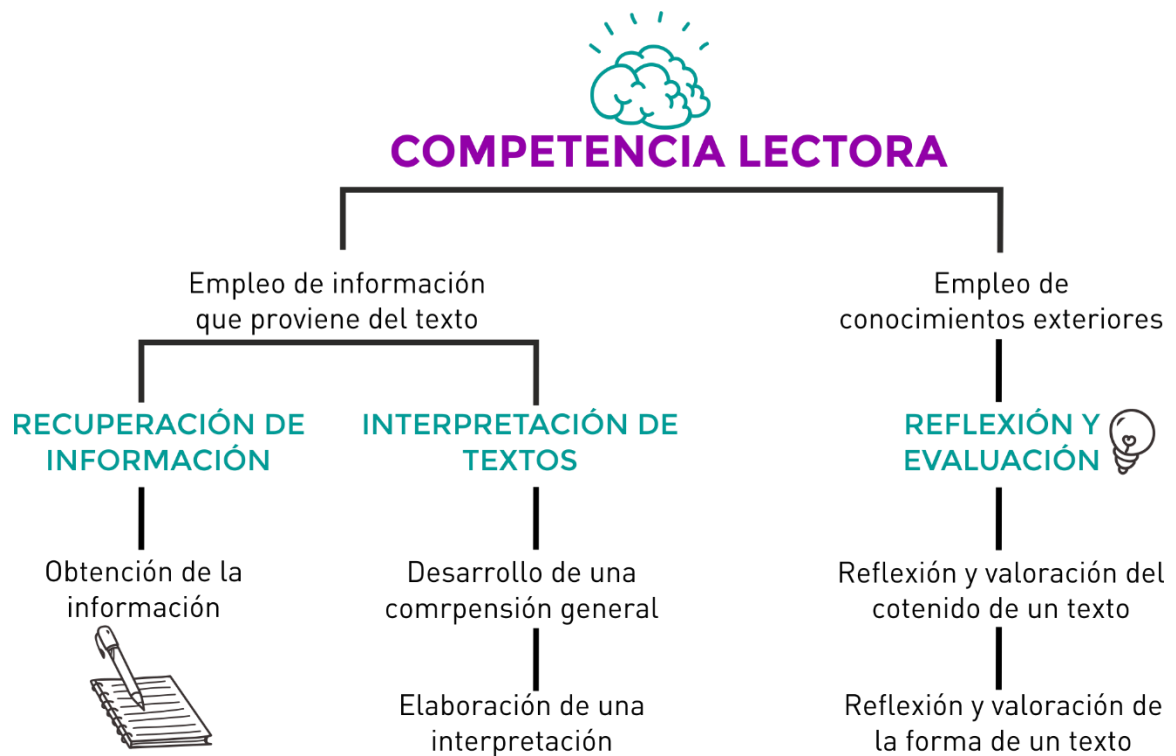 COMPETENCIA LECTORA
Empleo de información
que proviene del texto
Empleo de
conocimientos exteriores
RECUPERACIÓN DE
INFORMACIÓN
INTERPRETACIÓN DE
TEXTOS
REFLEXIÓN Y
EVALUACIÓN
Obtención de la
información
Desarrollo de una
comrpensión general
Reflexión y valoración del
cotenido de un texto
Elaboración de una
interpretación
Reflexión y valoración de
la forma de un texto